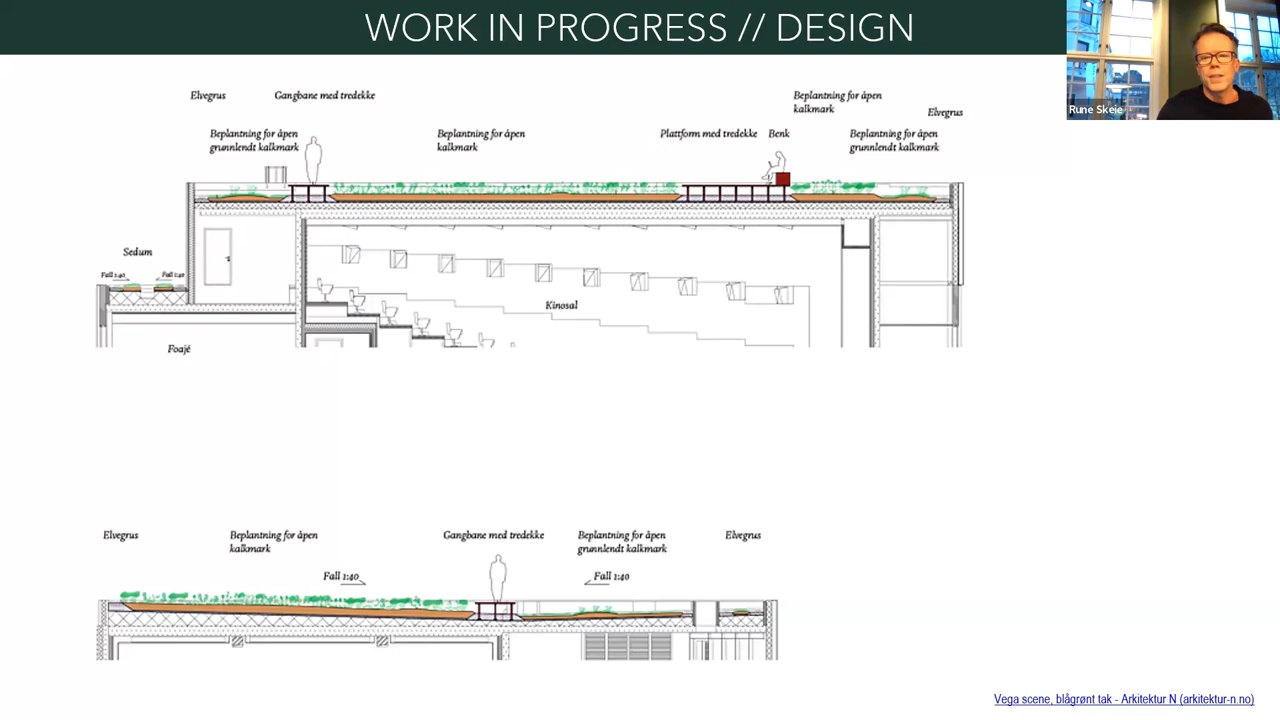 WORK IN PROGRESS // DESIGN
Rune Skeie
Elvegrus
Gangbane med tredekke
Beplantning for åpen
kalkmark
Elvegrus
Beplantning for åpen
grunnlendt kalkmark
Beplantning for åpen
kalkmark
Plattform med tredekke
Benk
Beplantning for åpen
grunnlendt kalkmark
Sedum
Fall 1:40
Fall 1:40
Kinosal
Foajé
Elvegrus
Beplantning for åpen
kalkmark
Gangbane med tredekke
Beplantning for åpen
grunnlendt kalkmark
Elvegrus
Fall 1:40
Fall 1:40
Vega scene, blågrønt tak - Arkitektur N (arkitektur-n.no)